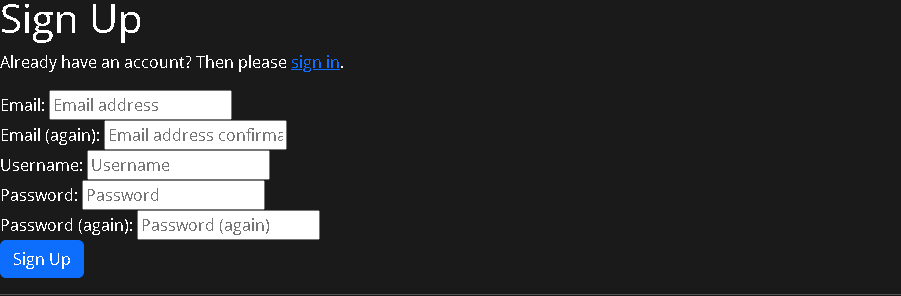 Sign Up
Already have an account? Then please sign in.
Email: Email address
Email (again): Email address confirma
Username: Username
Password: Password
Password (again): Password (again)
Sign Up